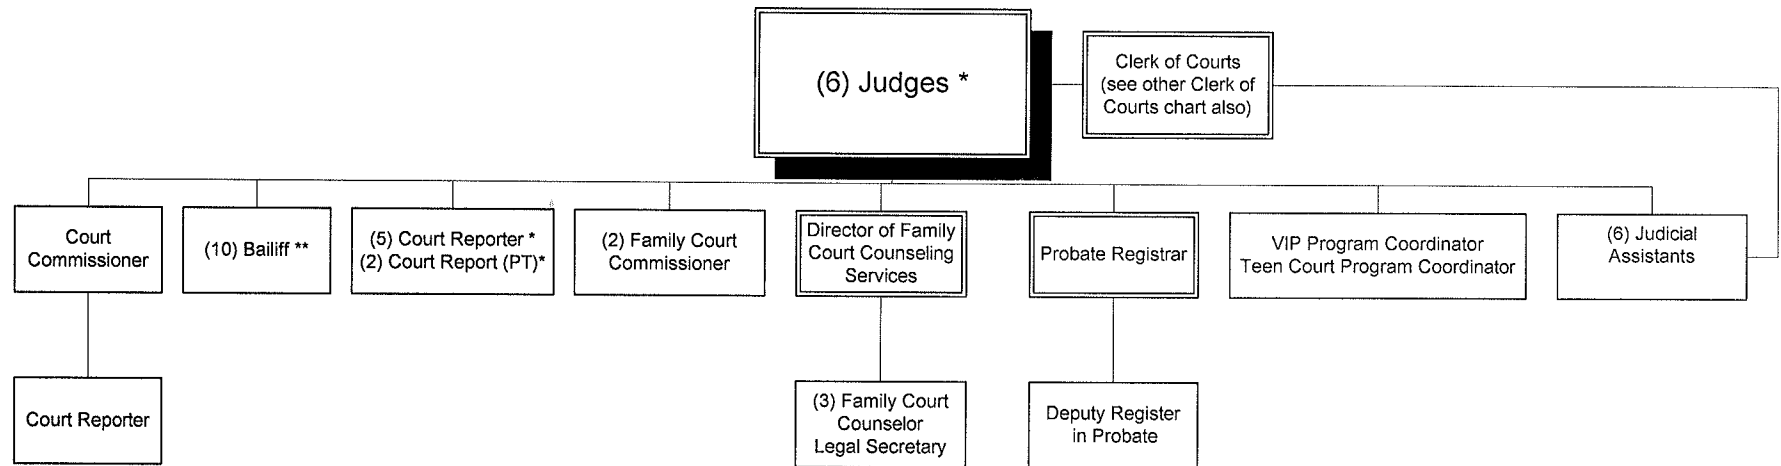 (6) Judges *
Clerk of Courts
(see other Clerk of
Courts chart also)
Court
Commissioner
(10) Bailiff **
(5) Court Reporter *
(2) Court Report (PT)*
(2) Family Court
Commissioner
Director of Family
Court Counseling
Services
Probate Registrar
VIP Program Coordinator
Teen Court Program Coordinator
(6) Judicial
Assistants
Court Reporter
(3) Family Court
Counselor
Legal Secretary
Deputy Register
in Probate